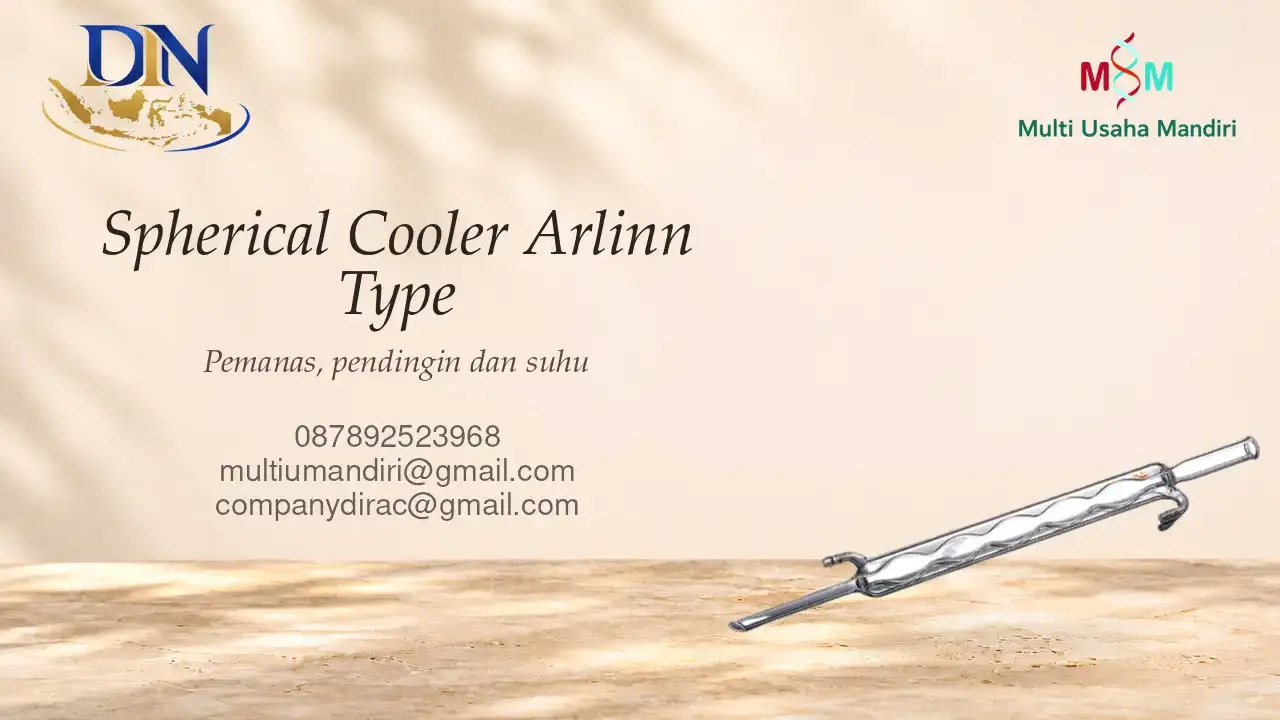 DIN
MSM
Multi Usaha Mandiri
Spherical Cooler Arlinn
Type
Pemanas, pendingin dan suhu
087892523968
multiumandiri@gmail.com
companydirac@gmail.com